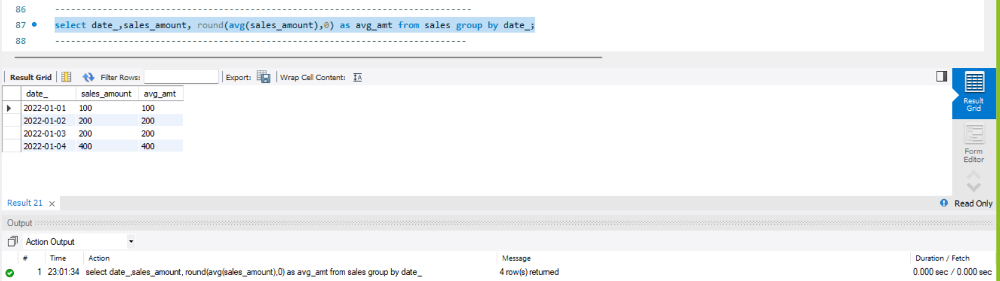 86 --------------------------------------------------------------------------------
87 select date_,sales_amount, round(avg(sales_amount),0) as avg_amt from sales group by date_;
88 -------------------------------------------------------------------------------
Result Grid Filter Rows: Export: Wrap Cell Content: IA
date_ sales_amount avg_amt
2022-01-01 100 100
2022-01-02 200 200
2022-01-03 200 200
2022-01-04 400 400
Result
Grid
Form
Editor
Result 21 × Read Only
Output
Action Output
# Time Action Message Duration / Fetch
1 23:01:34 select date_,sales_amount, round(avg(sales_amount),0) as avg_amt from sales group by date_ 4 row(s) returned 0.000 sec / 0.000 sec